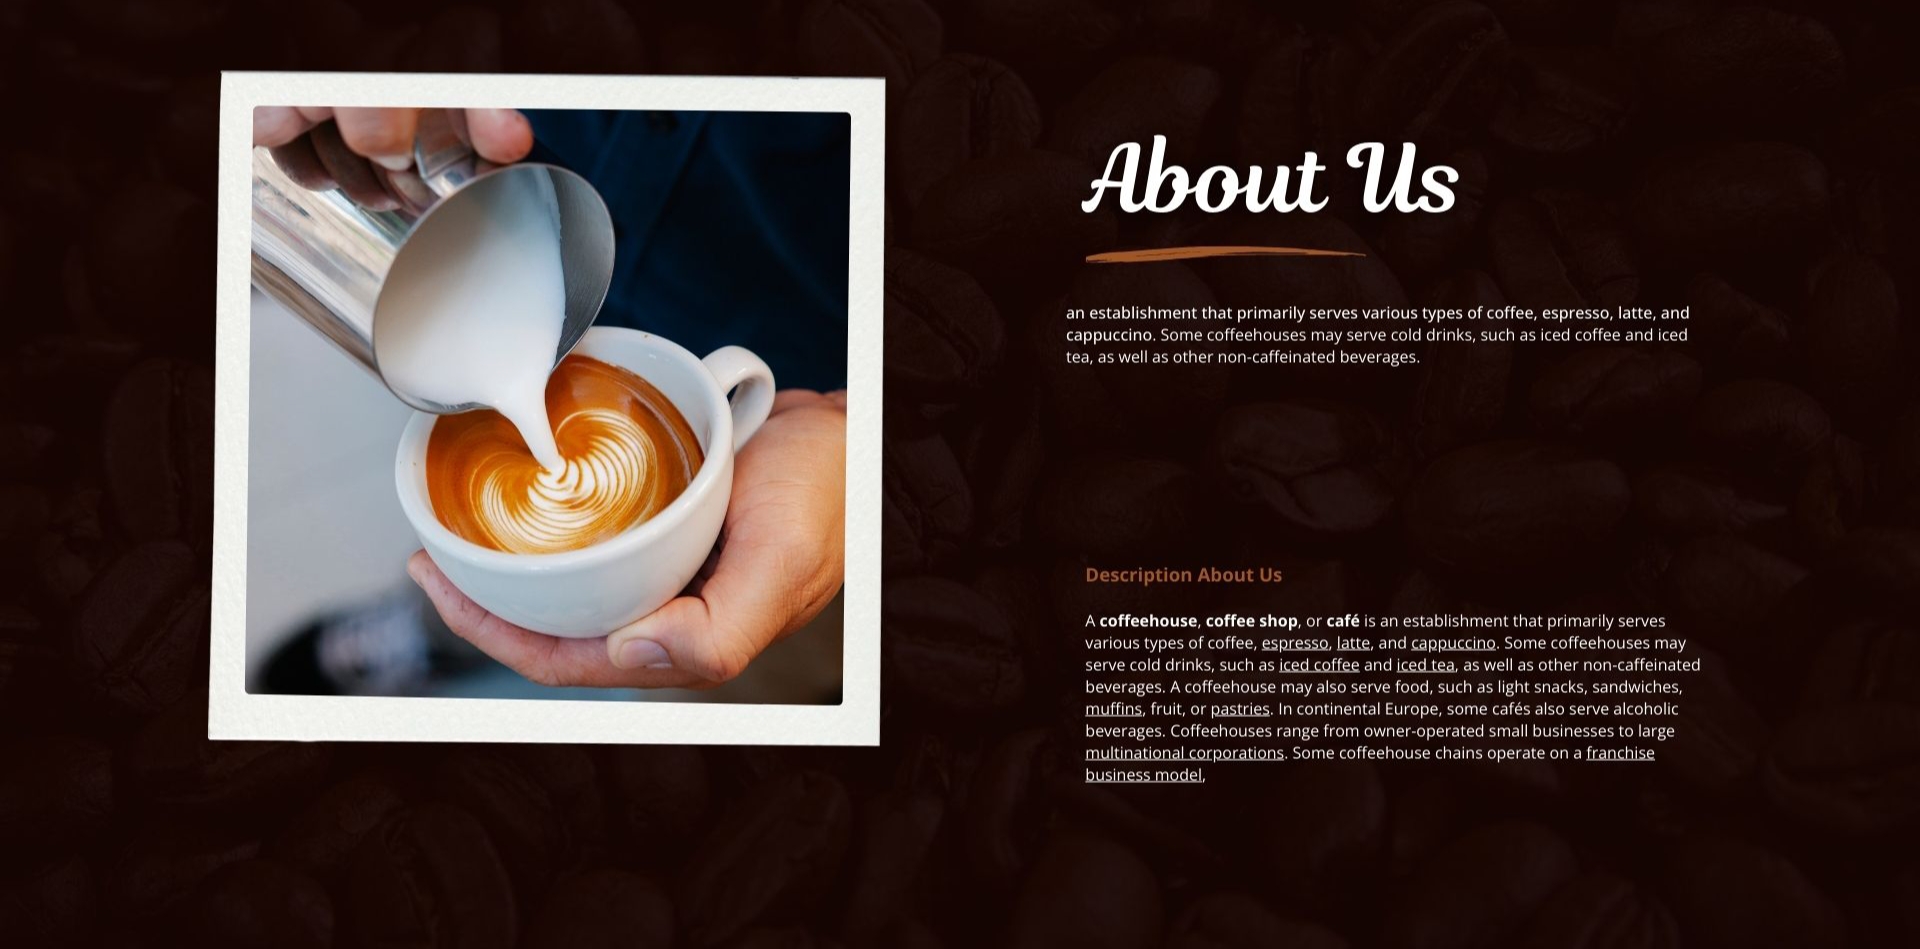 About Us
an establishment that primarily serves various types of coffee, espresso, latte, and
cappuccino. Some coffeehouses may serve cold drinks, such as iced coffee and iced
tea, as well as other non-caffeinated beverages.
Description About Us
A coffeehouse, coffee shop, or café is an establishment that primarily serves
various types of coffee, espresso, latte, and cappuccino. Some coffeehouses may
serve cold drinks, such as iced coffee and iced tea, as well as other non-caffeinated
beverages. A coffeehouse may also serve food, such as light snacks, sandwiches,
muffins, fruit, or pastries. In continental Europe, some cafés also serve alcoholic
beverages. Coffeehouses range from owner-operated small businesses to large
multinational corporations. Some coffeehouse chains operate on a franchise
business model,